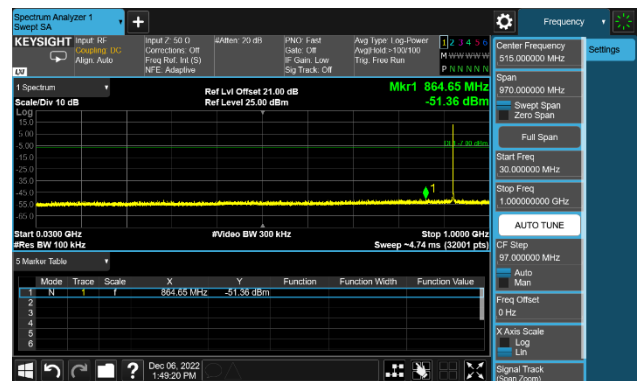 Spectrum Analyzer 1
Swept SA
Frequency
KEYSIGHT
Input: RF
Coupling: DC
Align: Auto
Input Z: 50 Ω
Corrections: Off
Freq Ref: Int (S)
NFE: Adaptive
#Atten: 20 dB
PNO: Fast
Gate: Off
IF Gain: Low
Sig Track: Off
Avg Type: Log-Power
Avg|Hold:>100/100
Trig: Free Run
1 2 3 4 5 6
M W W W W W
P N N N N N
LXI
1 Spectrum
Scale/Div 10 dB
Ref Lvl Offset 21.00 dB
Ref Level 25.00 dBm
Mkr1 864.65 MHz
-51.36 dBm
Log
15.0
5.00
-5.00
-15.0
-25.0
-35.0
-45.0
-55.0
-65.0
1
Start 0.0300 GHz
#Res BW 100 kHz
#Video BW 300 kHz
Stop 1.0000 GHz
Sweep ~4.74 ms (32001 pts)
5 Marker Table
Mode Trace Scale X Y Function Function Width Function Value
1 N 1 f 864.65 MHz -51.36 dBm
2
3
4
5
6
Dec 06, 2022
1:49:20 PM
Center Frequency
515.000000 MHz
Settings
Span
970.000000 MHz
Swept Span
Zero Span
Full Span
Start Freq
30.000000 MHz
Stop Freq
1.000000000 GHz
AUTO TUNE
CF Step
97.000000 MHz
Auto
Man
Freq Offset
0 Hz
X Axis Scale
Log
Lin
Signal Track
(Span Zoom)